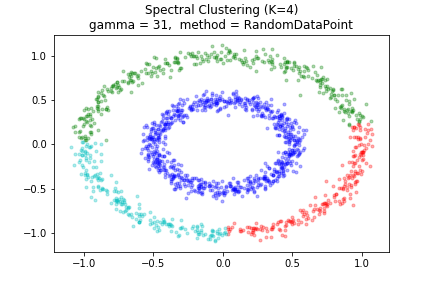 Spectral Clustering (K=4)
gamma = 31,  method = RandomDataPoint
1.0
0.5
0.0
−0.5
−1.0
−1.0 −0.5 0.0 0.5 1.0